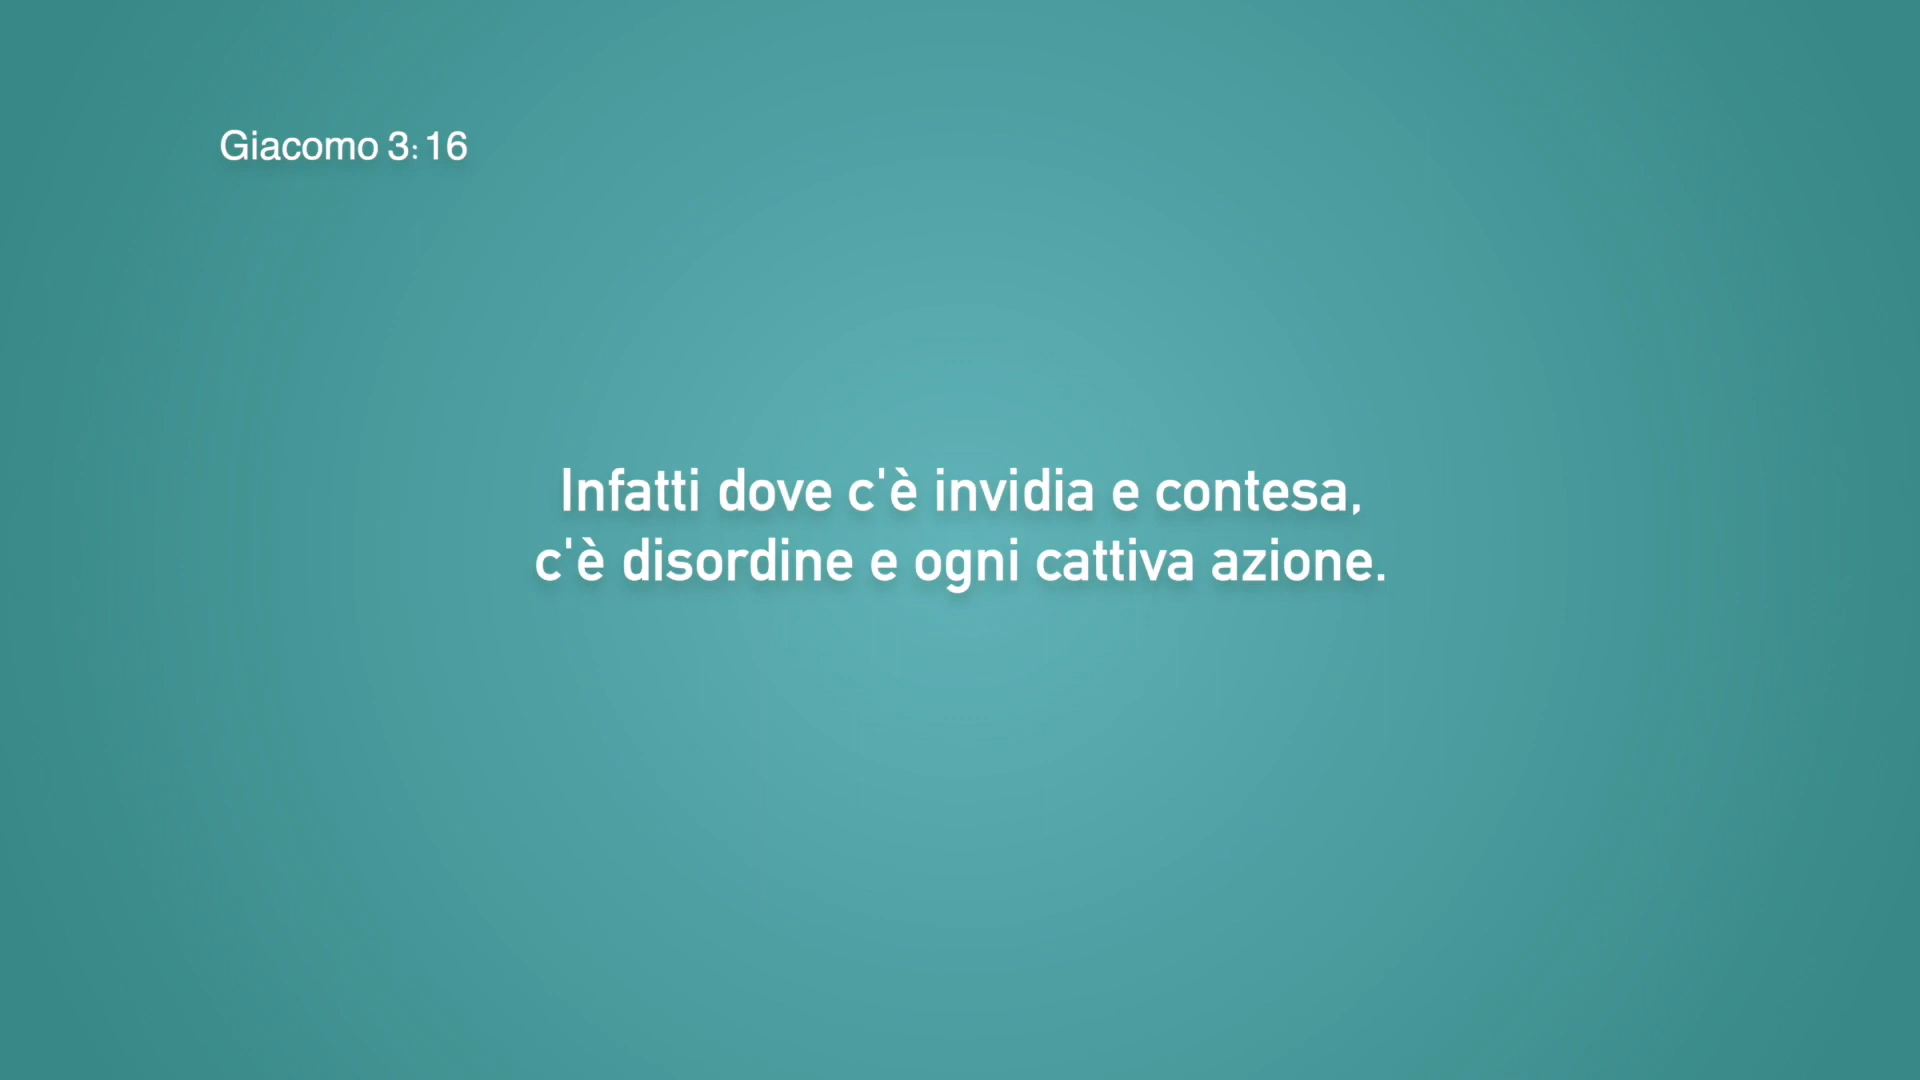 Giacomo 3:16
Infatti dove c'è invidia e contesa,
c'è disordine e ogni cattiva azione.